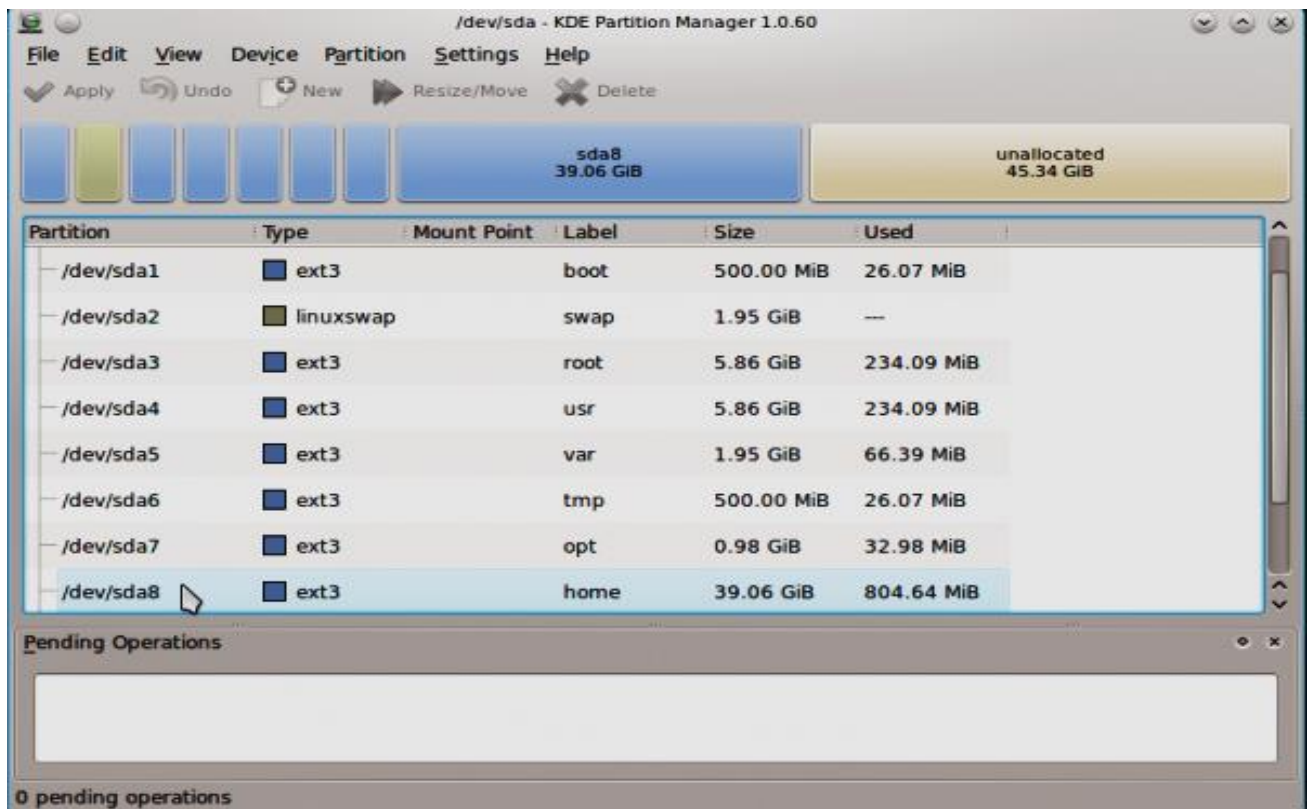 /dev/sda - KDE Partition Manager 1.0.60
File Edit View Device Partition Settings Help
Apply Undo New Resize/Move Delete
sda8
39.06 GiB
unallocated
45.34 GiB
Partition Type Mount Point Label Size Used
/dev/sda1 ext3 boot 500.00 MiB 26.07 MiB
/dev/sda2 linuxswap swap 1.95 GiB ---
/dev/sda3 ext3 root 5.86 GiB 234.09 MiB
/dev/sda4 ext3 usr 5.86 GiB 234.09 MiB
/dev/sda5 ext3 var 1.95 GiB 66.39 MiB
/dev/sda6 ext3 tmp 500.00 MiB 26.07 MiB
/dev/sda7 ext3 opt 0.98 GiB 32.98 MiB
/dev/sda8 ext3 home 39.06 GiB 804.64 MiB
Pending Operations
0 pending operations